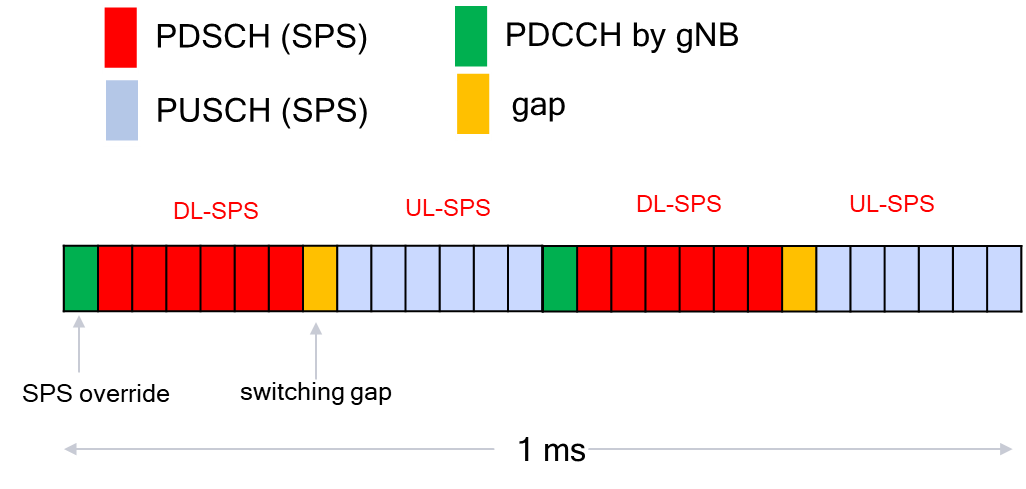 PDSCH (SPS)
PDCCH by gNB
PUSCH (SPS)
gap
DL-SPS
UL-SPS
DL-SPS
UL-SPS
SPS override
switching gap
1 ms